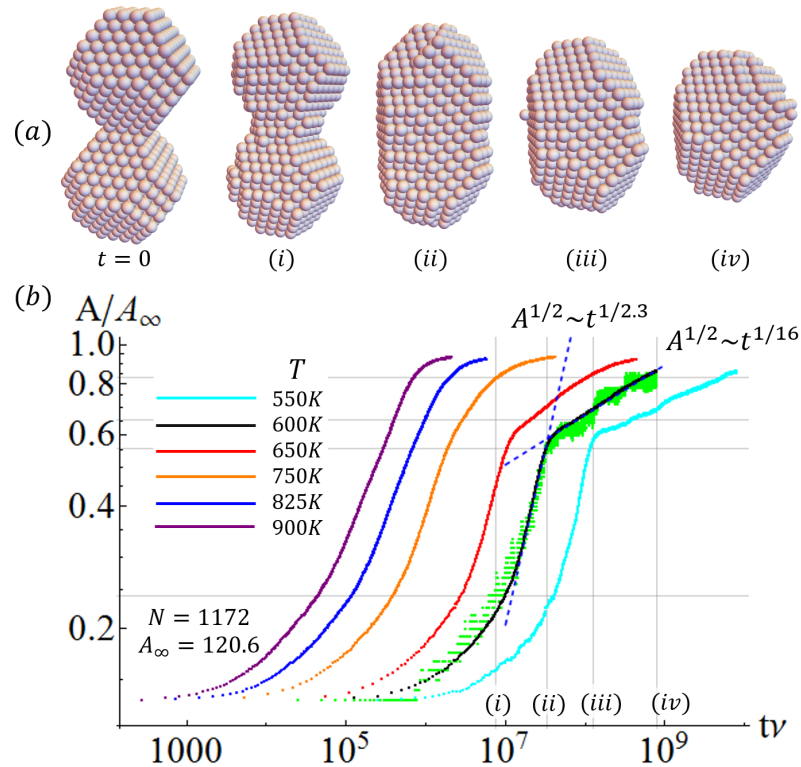 (a)
t = 0
(i)
(ii)
(iii)
(iv)
(b)
A/A∞
A^{1/2}~t^{1/2.3}
A^{1/2}~t^{1/16}
1.0
0.8
0.6
0.4
0.2
T
550K
600K
650K
750K
825K
900K
N = 1172
A∞ = 120.6
(i)
(ii)
(iii)
(iv)
1000
10^5
10^7
10^9
tν